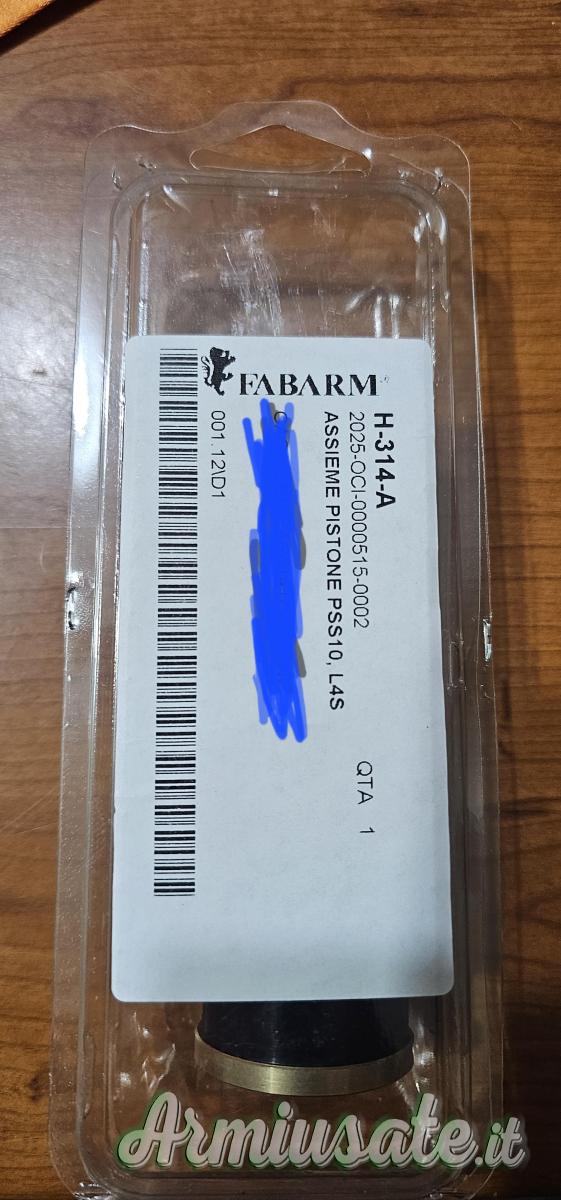 FABARM
H-314-A
2025-OCI-0000515-0002
ASSIEME PISTONE PSS10, L4S
QTA 1
001.12\D1
Armiusate.it